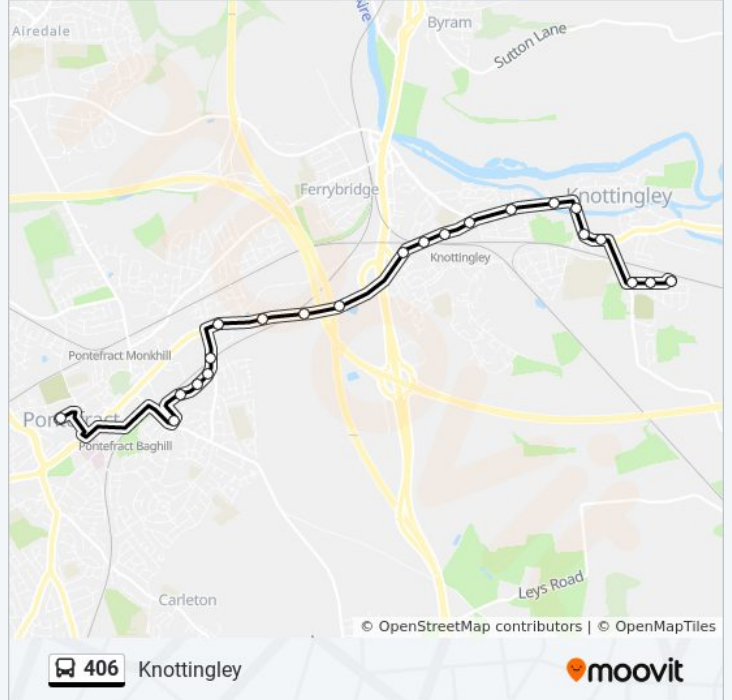 Airedale
Aire
Byram
Sutton Lane
Ferrybridge
Knottingley
Knottingley
Pontefract Monkhill
Pontefract
Pontefract Baghill
Carleton
Leys Road
© OpenStreetMap contributors | © OpenMapTiles
406 Knottingley
moovit